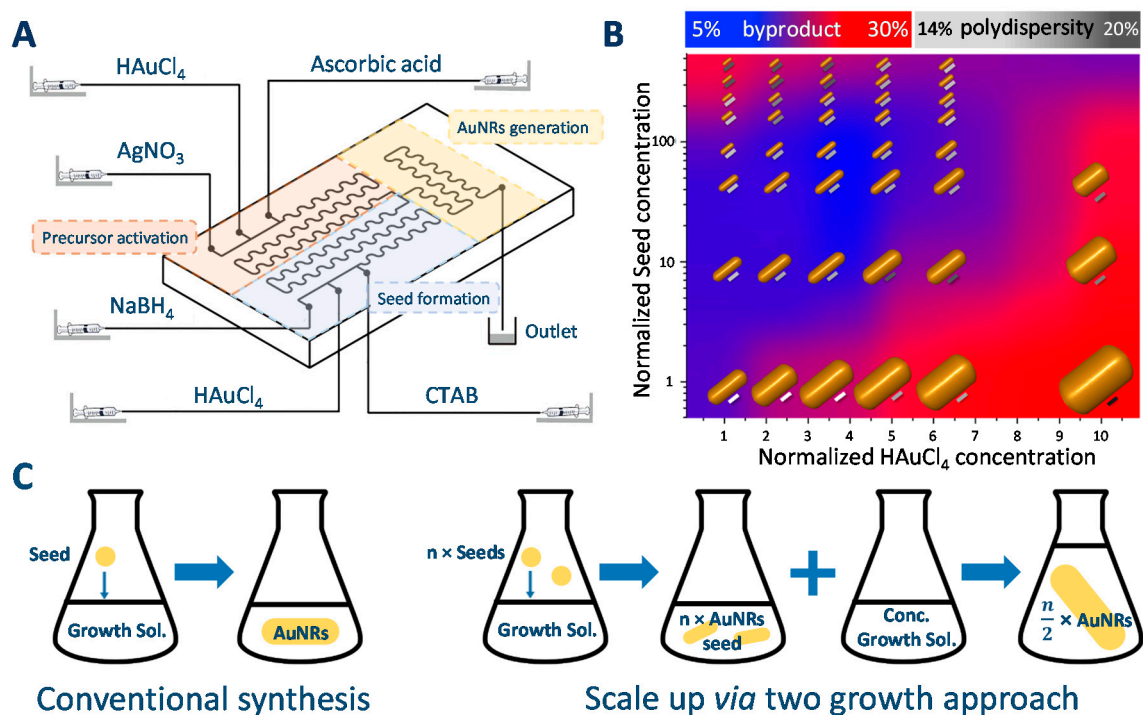 A
HAuCl₄
Ascorbic acid
AuNRs generation
AgNO₃
Precursor activation
NaBH₄
Seed formation
Outlet
HAuCl₄
CTAB
B
5% byproduct 30%
14% polydispersity 20%
Normalized Seed concentration
100
10
1
1 2 3 4 5 6 7 8 9 10
Normalized HAuCl₄ concentration
C
Seed
Growth Sol.
AuNRs
Conventional synthesis
n × Seeds
Growth Sol.
n × AuNRs
seed
+
Conc.
Growth Sol.
n/2 × AuNRs
Scale up via two growth approach